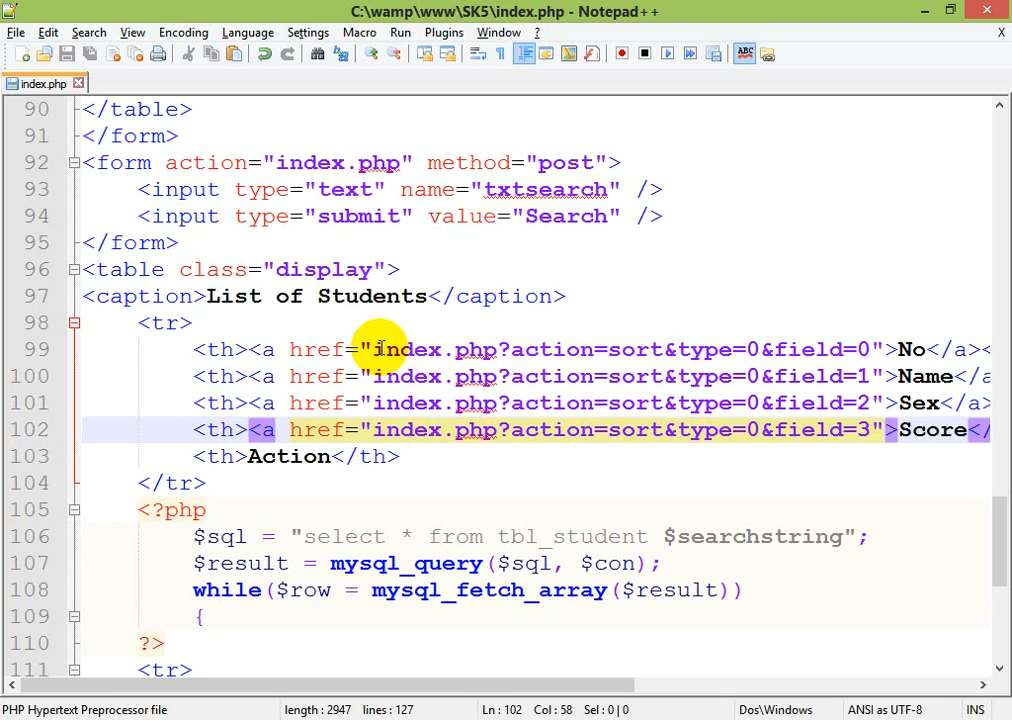 C:\wamp\www\SK5\index.php - Notepad++
File Edit Search View Encoding Language Settings Macro Run Plugins Window ? X
index.php
90 </table>
91 </form>
92 <form action="index.php" method="post">
93 <input type="text" name="txtsearch" />
94 <input type="submit" value="Search" />
95 </form>
96 <table class="display">
97 <caption>List of Students</caption>
98 <tr>
99 <th><a href="index.php?action=sort&type=0&field=0">No</a><
100 <th><a href="index.php?action=sort&type=0&field=1">Name</a
101 <th><a href="index.php?action=sort&type=0&field=2">Sex</a>
102 <th><a href="index.php?action=sort&type=0&field=3">Score</
103 <th>Action</th>
104 </tr>
105 <?php
106 $sql = "select * from tbl_student $searchstring";
107 $result = mysql_query($sql, $con);
108 while($row = mysql_fetch_array($result))
109 {
110 ?>
111 <tr>
PHP Hypertext Preprocessor file length : 2947 lines : 127 Ln : 102 Col : 58 Sel : 0 | 0 Dos\Windows ANSI as UTF-8 INS